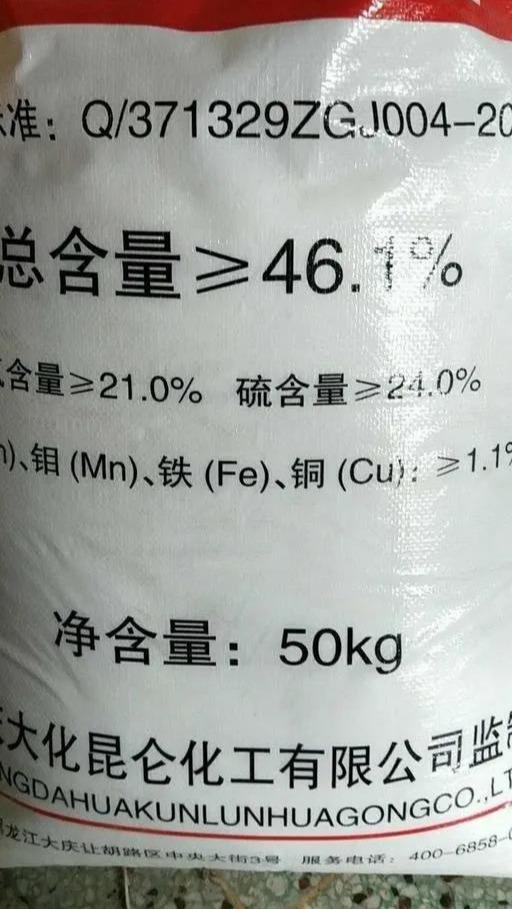 准：Q/371329ZGJ004-20
总含量≥46.1%
含量≥21.0% 硫含量≥24.0%
)、钼(Mn)、铁(Fe)、铜(Cu)：≥1.1%
净含量：50kg
大化昆仑化工有限公司监制
NGDAHUAKUNLUNHUAGONGCO.,LT
龙江大庆让胡路区中央大街3号 服务电话：400-6858-